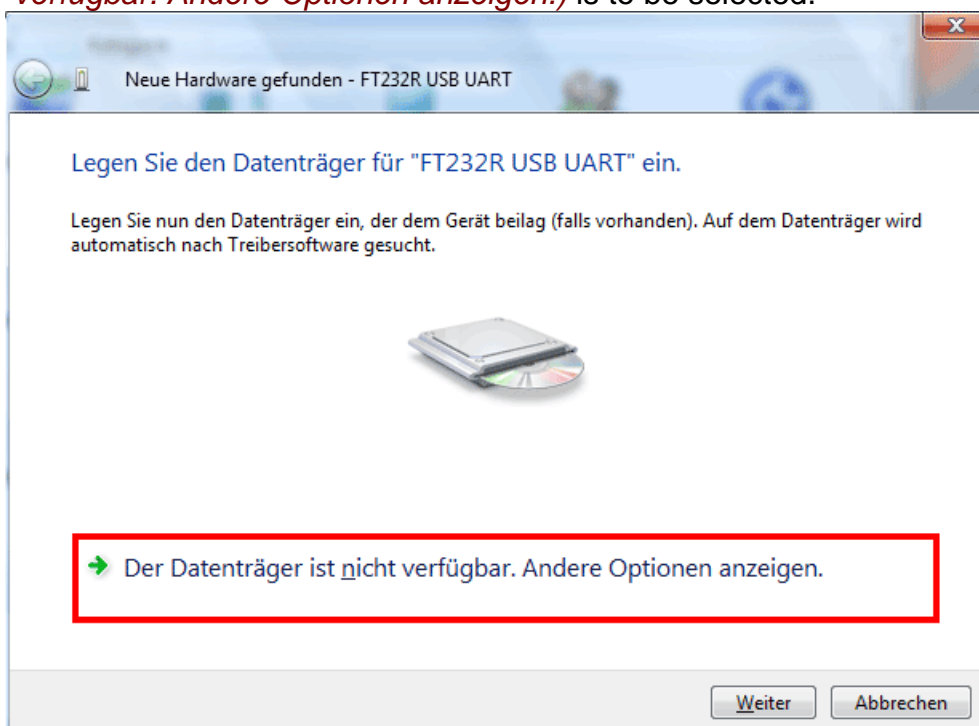 verfügbar. Andere Optionen anzeigen.) is to be selected.
Neue Hardware gefunden - FT232R USB UART
Legen Sie den Datenträger für "FT232R USB UART" ein.
Legen Sie nun den Datenträger ein, der dem Gerät beilag (falls vorhanden). Auf dem Datenträger wird
automatisch nach Treibersoftware gesucht.
Der Datenträger ist nicht verfügbar. Andere Optionen anzeigen.
Weiter Abbrechen